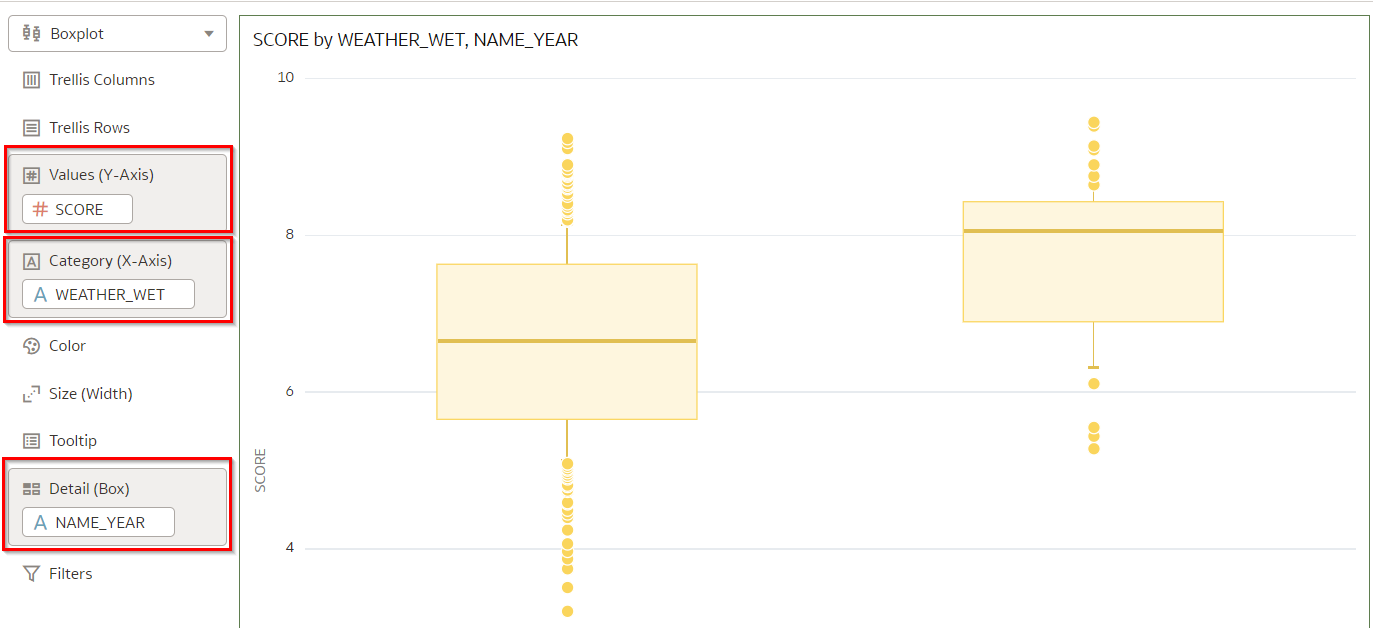 Boxplot
Trellis Columns
Trellis Rows
# Values (Y-Axis)
# SCORE
A Category (X-Axis)
A WEATHER_WET
Color
Size (Width)
Tooltip
Detail (Box)
A NAME_YEAR
Filters
SCORE by WEATHER_WET, NAME_YEAR
10
8
6
4
SCORE